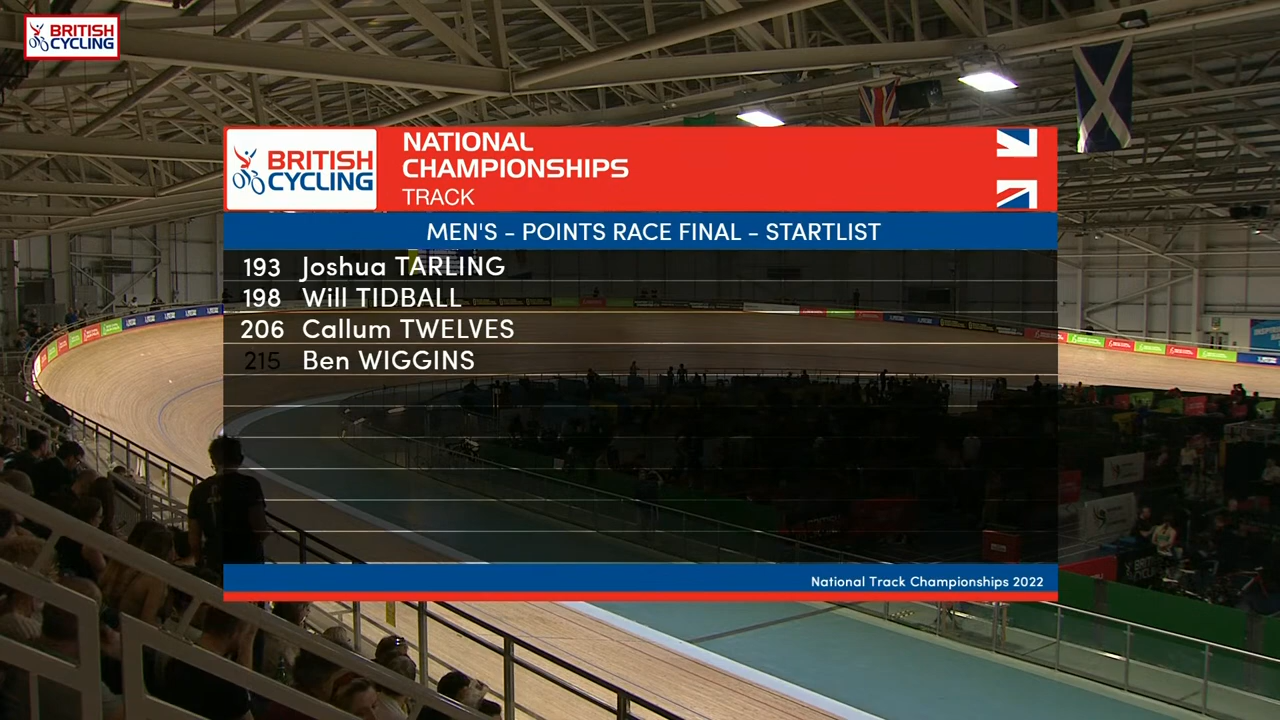 BRITISH
CYCLING
BRITISH
CYCLING
NATIONAL
CHAMPIONSHIPS
TRACK
MEN'S - POINTS RACE FINAL - STARTLIST
193 Joshua TARLING
198 Will TIDBALL
206 Callum TWELVES
215 Ben WIGGINS
National Track Championships 2022